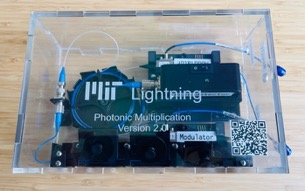 MIT Lightning
Photonic Multiplication
Version 2.0
Modulator